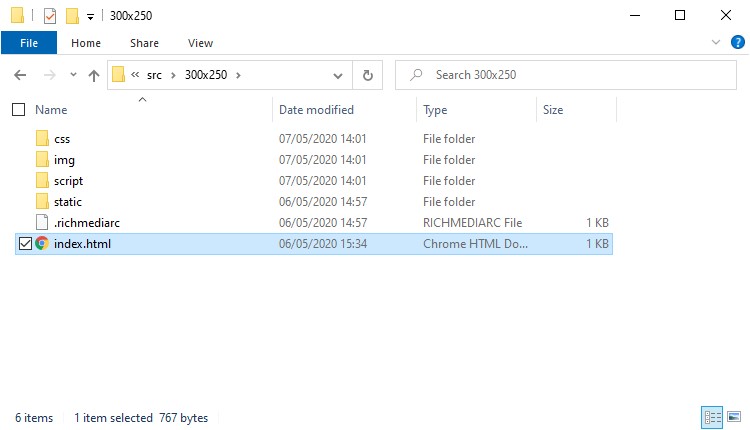 300x250
File Home Share View
src 300x250 Search 300x250
Name Date modified Type Size
css 07/05/2020 14:01 File folder
img 07/05/2020 14:01 File folder
script 07/05/2020 14:01 File folder
static 06/05/2020 14:57 File folder
.richmediarc 06/05/2020 14:57 RICHMEDIARC File 1 KB
index.html 06/05/2020 15:34 Chrome HTML Do... 1 KB
6 items 1 item selected 767 bytes